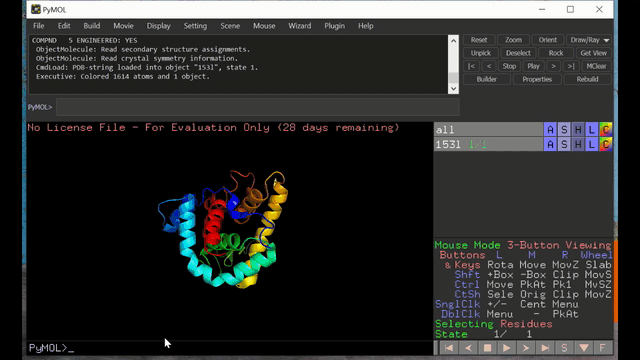 PyMOL
File Edit Build Movie Display Setting Scene Mouse Wizard Plugin Help
COMPND 5 ENGINEERED: YES
ObjectMolecule: Read secondary structure assignments.
ObjectMolecule: Read crystal symmetry information.
CmdLoad: PDB-string loaded into object "153l", state 1.
Executive: Colored 1614 atoms and 1 object.
Reset Zoom Orient Draw/Ray
Unpick Deselect Rock Get View
|< < Stop Play > >| MClear
Builder Properties Rebuild
PyMOL>
No License File - For Evaluation Only (28 days remaining)
all A S H L C
153l 1/1 A S H L C
Mouse Mode 3-Button Viewing
Buttons L M R Wheel
& Keys Rota Move MovZ Slab
Shft +Box -Box Clip MovS
Ctrl Move PkAt Pk1 MvSZ
CtSh Sele Orig Clip MovZ
SnglClk +/- Cent Menu
DblClk Menu - PkAt
Selecting Residues
State 1/ 1
PyMOL>_
S F